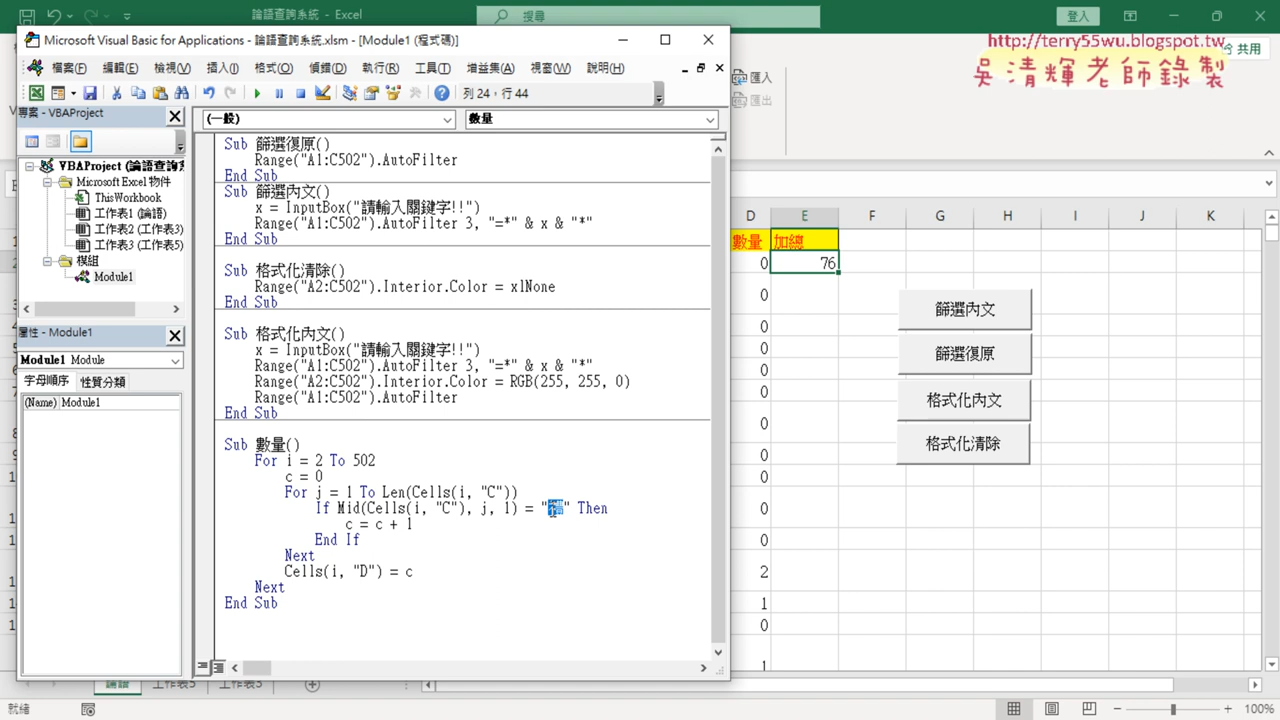 論語查詢系統 - Excel
搜尋
登入
http://terry55wu.blogspot.tw
吳清輝老師錄製
共用
匯入
匯出
Microsoft Visual Basic for Applications - 論語查詢系統.xlsm - [Module1 (程式碼)]
檔案(F) 編輯(E) 檢視(V) 插入(I) 格式(O) 偵錯(D) 執行(R) 工具(T) 增益集(A) 視窗(W) 說明(H)
列 24，行 44
專案 - VBAProject
VBAProject (論語查詢系
Microsoft Excel 物件
ThisWorkbook
工作表1 (論語)
工作表2 (工作表3)
工作表3 (工作表5)
模組
Module1
屬性 - Module1
Module1 Module
字母順序 性質分類
(Name) Module1
(一般) 數量
Sub 篩選復原()
Range("A1:C502").AutoFilter
End Sub
Sub 篩選內文()
x = InputBox("請輸入關鍵字!!")
Range("A1:C502").AutoFilter 3, "=*" & x & "*"
End Sub
Sub 格式化清除()
Range("A2:C502").Interior.Color = xlNone
End Sub
Sub 格式化內文()
x = InputBox("請輸入關鍵字!!")
Range("A1:C502").AutoFilter 3, "=*" & x & "*"
Range("A2:C502").Interior.Color = RGB(255, 255, 0)
Range("A1:C502").AutoFilter
End Sub
Sub 數量()
For i = 2 To 502
c = 0
For j = 1 To Len(Cells(i, "C"))
If Mid(Cells(i, "C"), j, 1) = "禮" Then
c = c + 1
End If
Next
Cells(i, "D") = c
Next
End Sub
D E F G H I J K
數量 加總
0 76
0
0
0
0
0
0
0
0
0
2
1
0
1
篩選內文
篩選復原
格式化內文
格式化清除
論語 工作表3 工作表5
就緒
100%